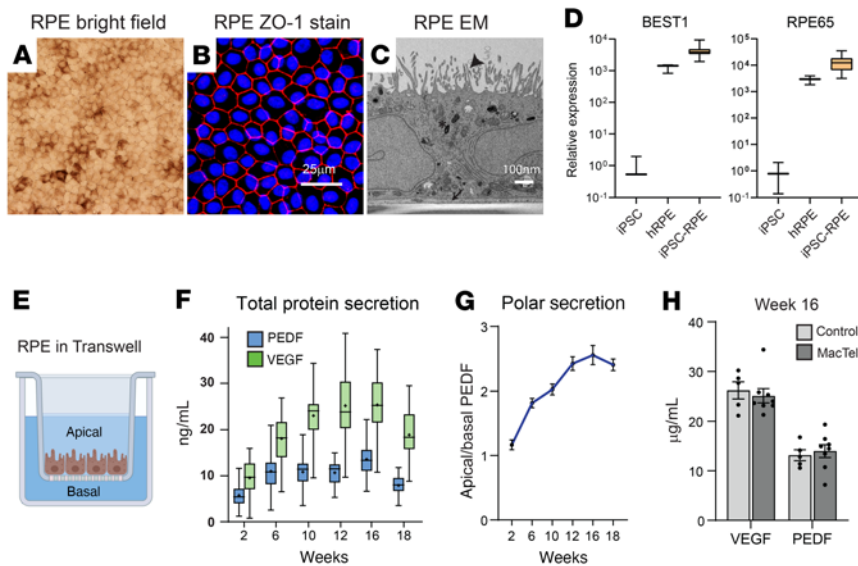 RPE bright field
RPE ZO-1 stain
RPE EM
A
B
C
25µm
100nm
D
BEST1
RPE65
Relative expression
10⁴
10³
10²
10¹
10⁰
10⁻¹
iPSC
hRPE
iPSC-RPE
10⁵
10⁴
10³
10²
10¹
10⁰
10⁻¹
iPSC
hRPE
iPSC-RPE
E
RPE in Transwell
Apical
Basal
F
Total protein secretion
PEDF
VEGF
ng/mL
40
30
20
10
0
2 6 10 12 16 18
Weeks
G
Polar secretion
Apical/basal PEDF
3
2
1
0
2 6 10 12 16 18
Weeks
H
Week 16
Control
MacTel
µg/mL
40
30
20
10
0
VEGF PEDF